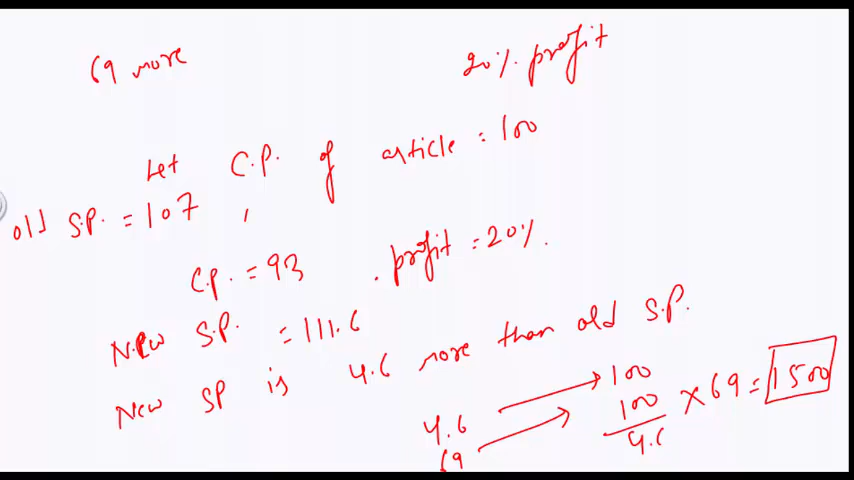 69 more 20% profit
Let C.P. of article = 100
old S.P. = 107,
C.P. = 93 . profit = 20%.
New S.P. = 111.6
New SP is 4.6 more than old S.P.
4.6 → 100
69 → 100/4.6 × 69 = 1500